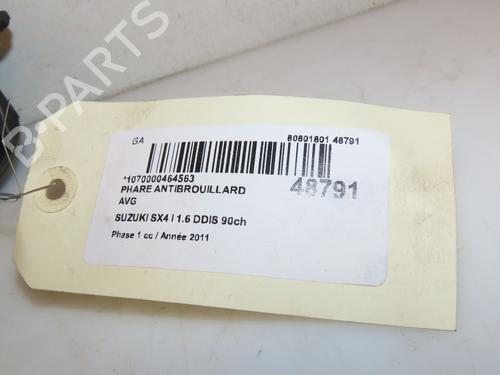 GA
80801801 48791
*1070000464563
PHARE ANTIBROUILLARD
48791
AVG
SUZUKI SX4 I 1.6 DDIS 90ch
Phase 1 cc / Année 2011
B-PARTS